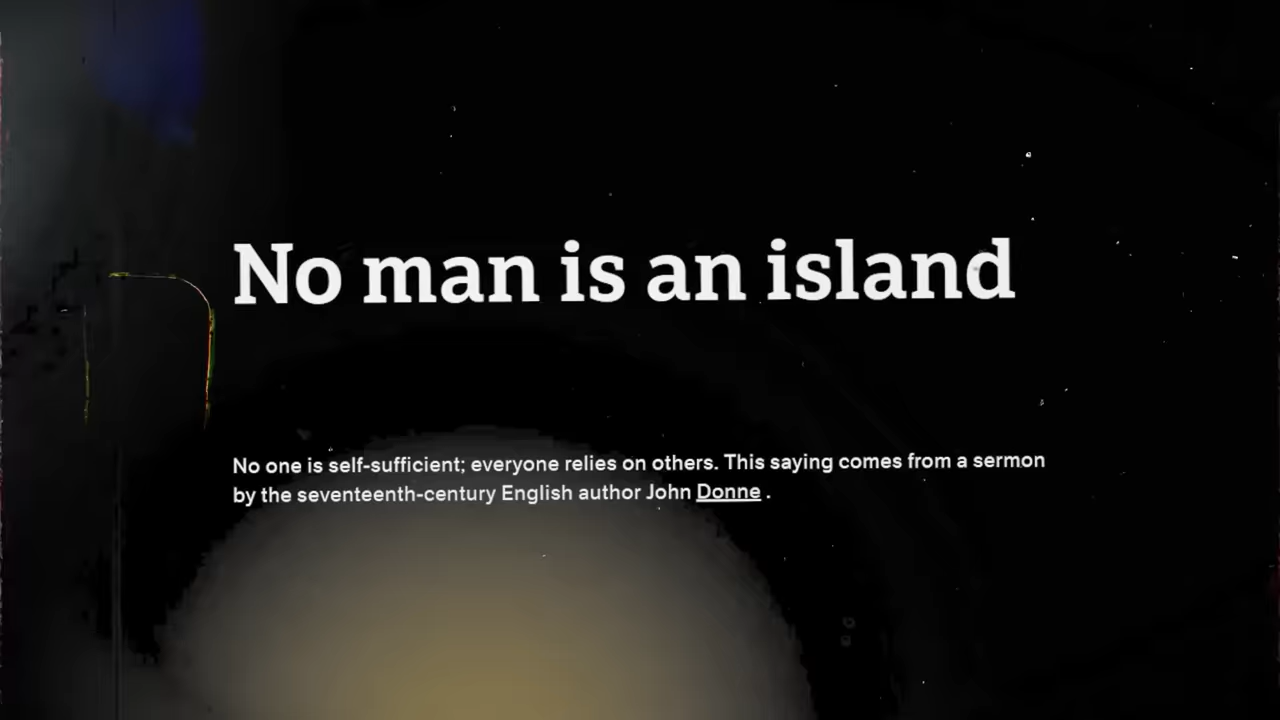 No man is an island
No one is self-sufficient; everyone relies on others. This saying comes from a sermon
by the seventeenth-century English author John Donne .